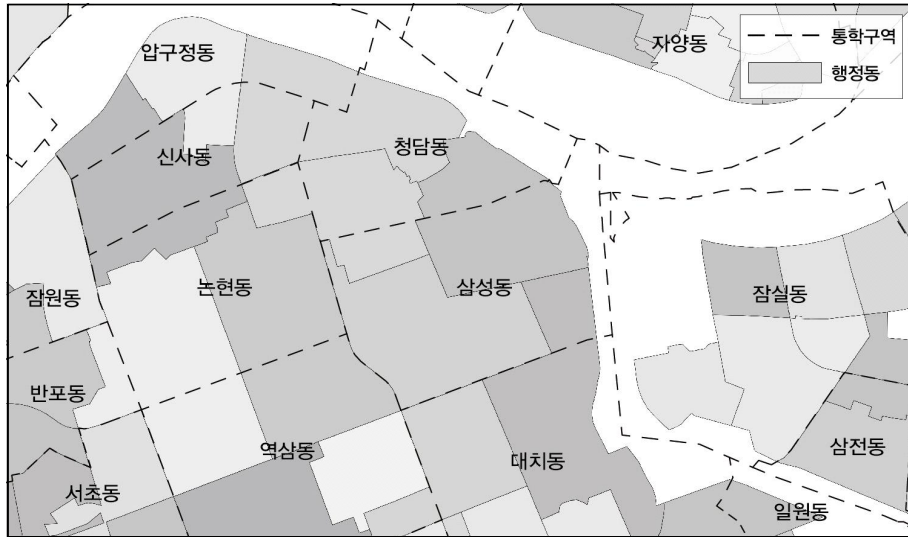 압구정동
자양동
통학구역
행정동
신사동
청담동
잠원동
논현동
삼성동
잠실동
반포동
역삼동
대치동
삼전동
서초동
일원동